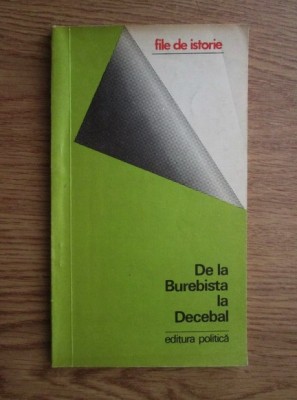 file de istorie
De la
Burebista
la
Decebal
editura politică